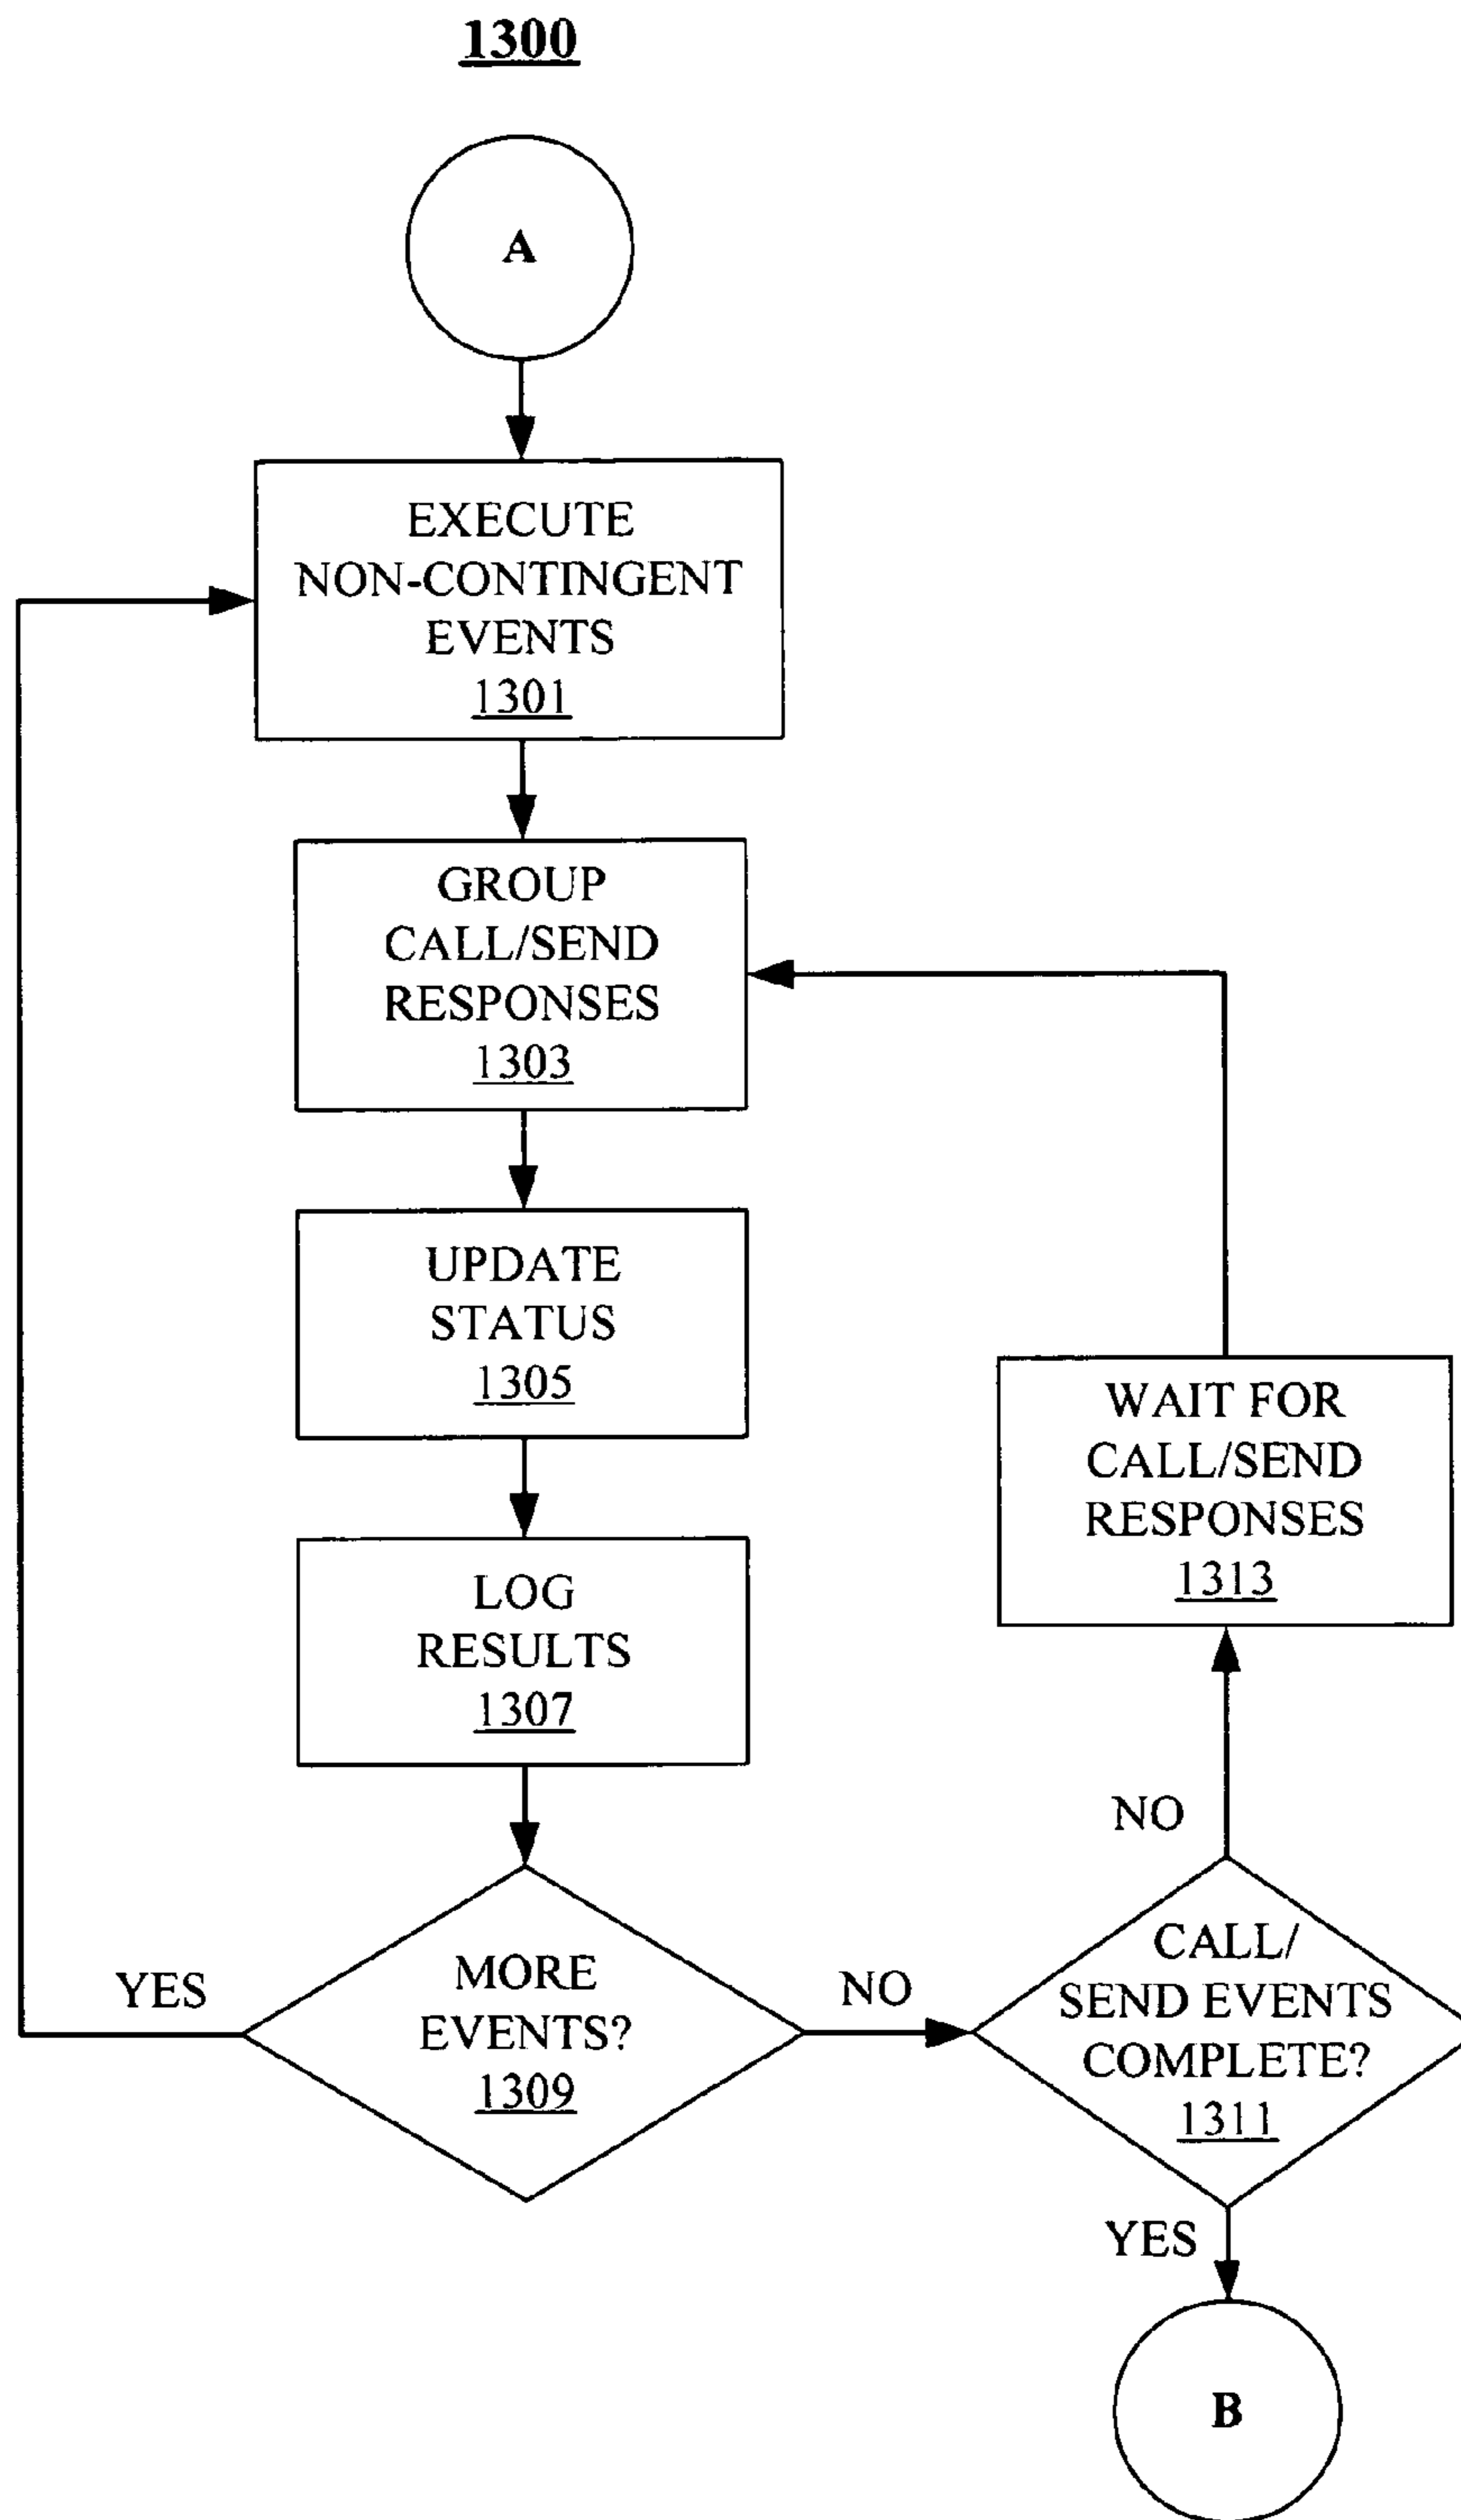 1300
A
EXECUTE
NON-CONTINGENT
EVENTS
1301
GROUP
CALL/SEND
RESPONSES
1303
UPDATE
STATUS
1305
WAIT FOR
CALL/SEND
RESPONSES
1313
LOG
RESULTS
1307
NO
MORE
EVENTS?
1309
YES
NO
CALL/
SEND EVENTS
COMPLETE?
1311
YES
B